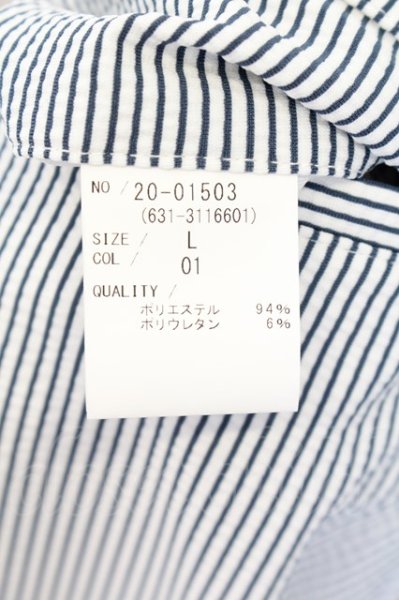 NO / 20-01503
(631-3116601)
SIZE / L
COL / 01
QUALITY /
ポリエステル 94%
ポリウレタン 6%